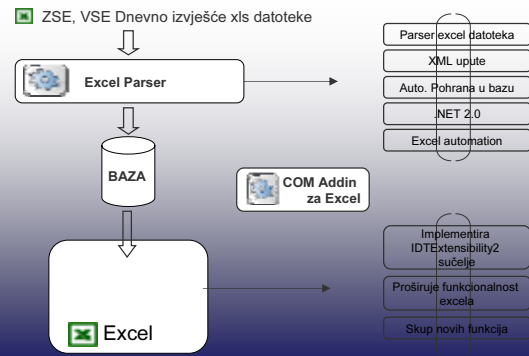 ZSE, VSE Dnevno izvješće xls datoteke
Excel Parser
BAZA
COM Addin
za Excel
Excel
Parser excel datoteka
XML upute
Auto. Pohrana u bazu
.NET 2.0
Excel automation
Implementira
IDTExtensibility2
sučelje
Proširuje funkcionalnost
excela
Skup novih funkcija